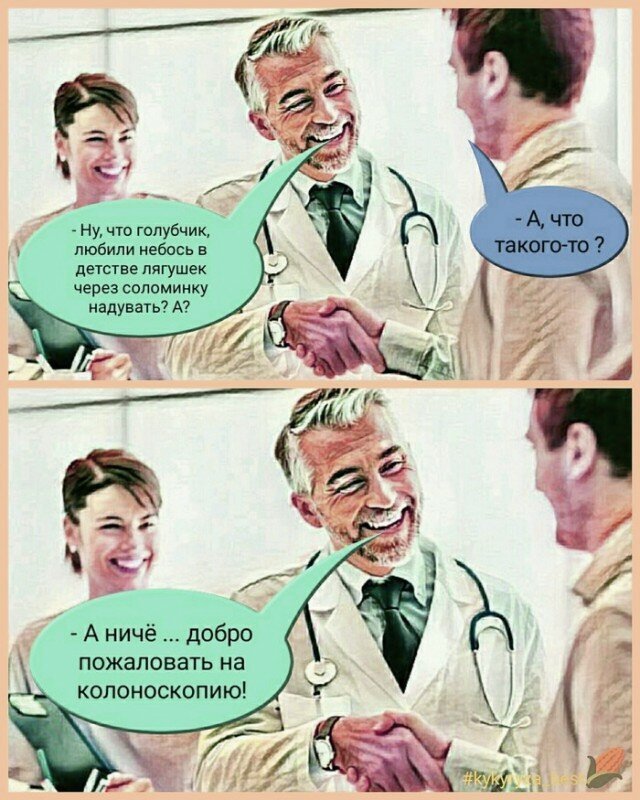 - Ну, что голубчик,
любили небось в
детстве лягушек
через соломинку
надувать? А?
- А, что
такого-то ?
- А ничё ... добро
пожаловать на
колоноскопию!